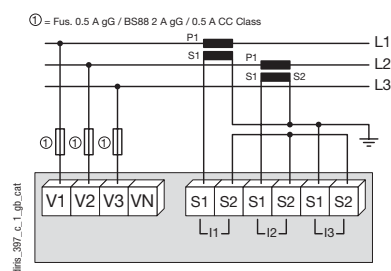 ① = Fus. 0.5 A gG / BS88 2 A gG / 0.5 A CC Class
P1
L1
S1
P1
L2
S1 S2
L3
① ① ①
V1 V2 V3 VN S1 S2 S1 S2 S1 S2
I1 I2 I3
diris_397_c_1_gb_cat